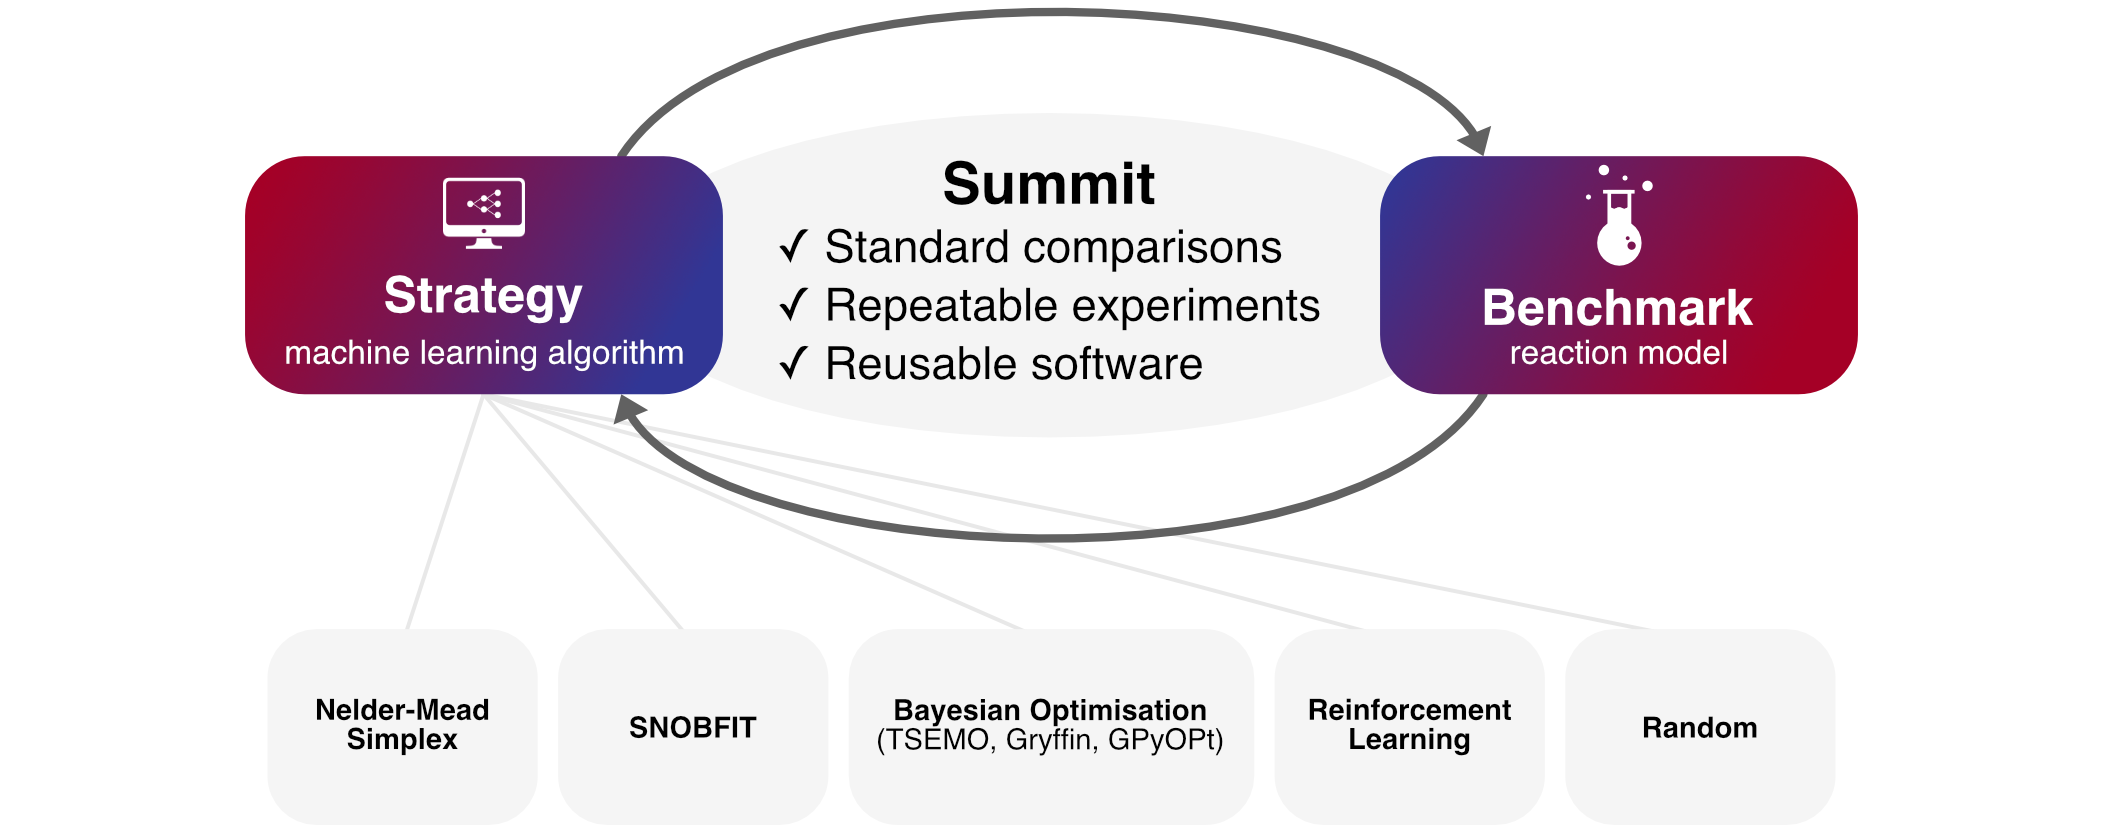 Summit
✓ Standard comparisons
✓ Repeatable experiments
✓ Reusable software
Strategy
machine learning algorithm
Benchmark
reaction model
Nelder-Mead
Simplex
SNOBFIT
Bayesian Optimisation
(TSEMO, Gryffin, GPyOPt)
Reinforcement
Learning
Random